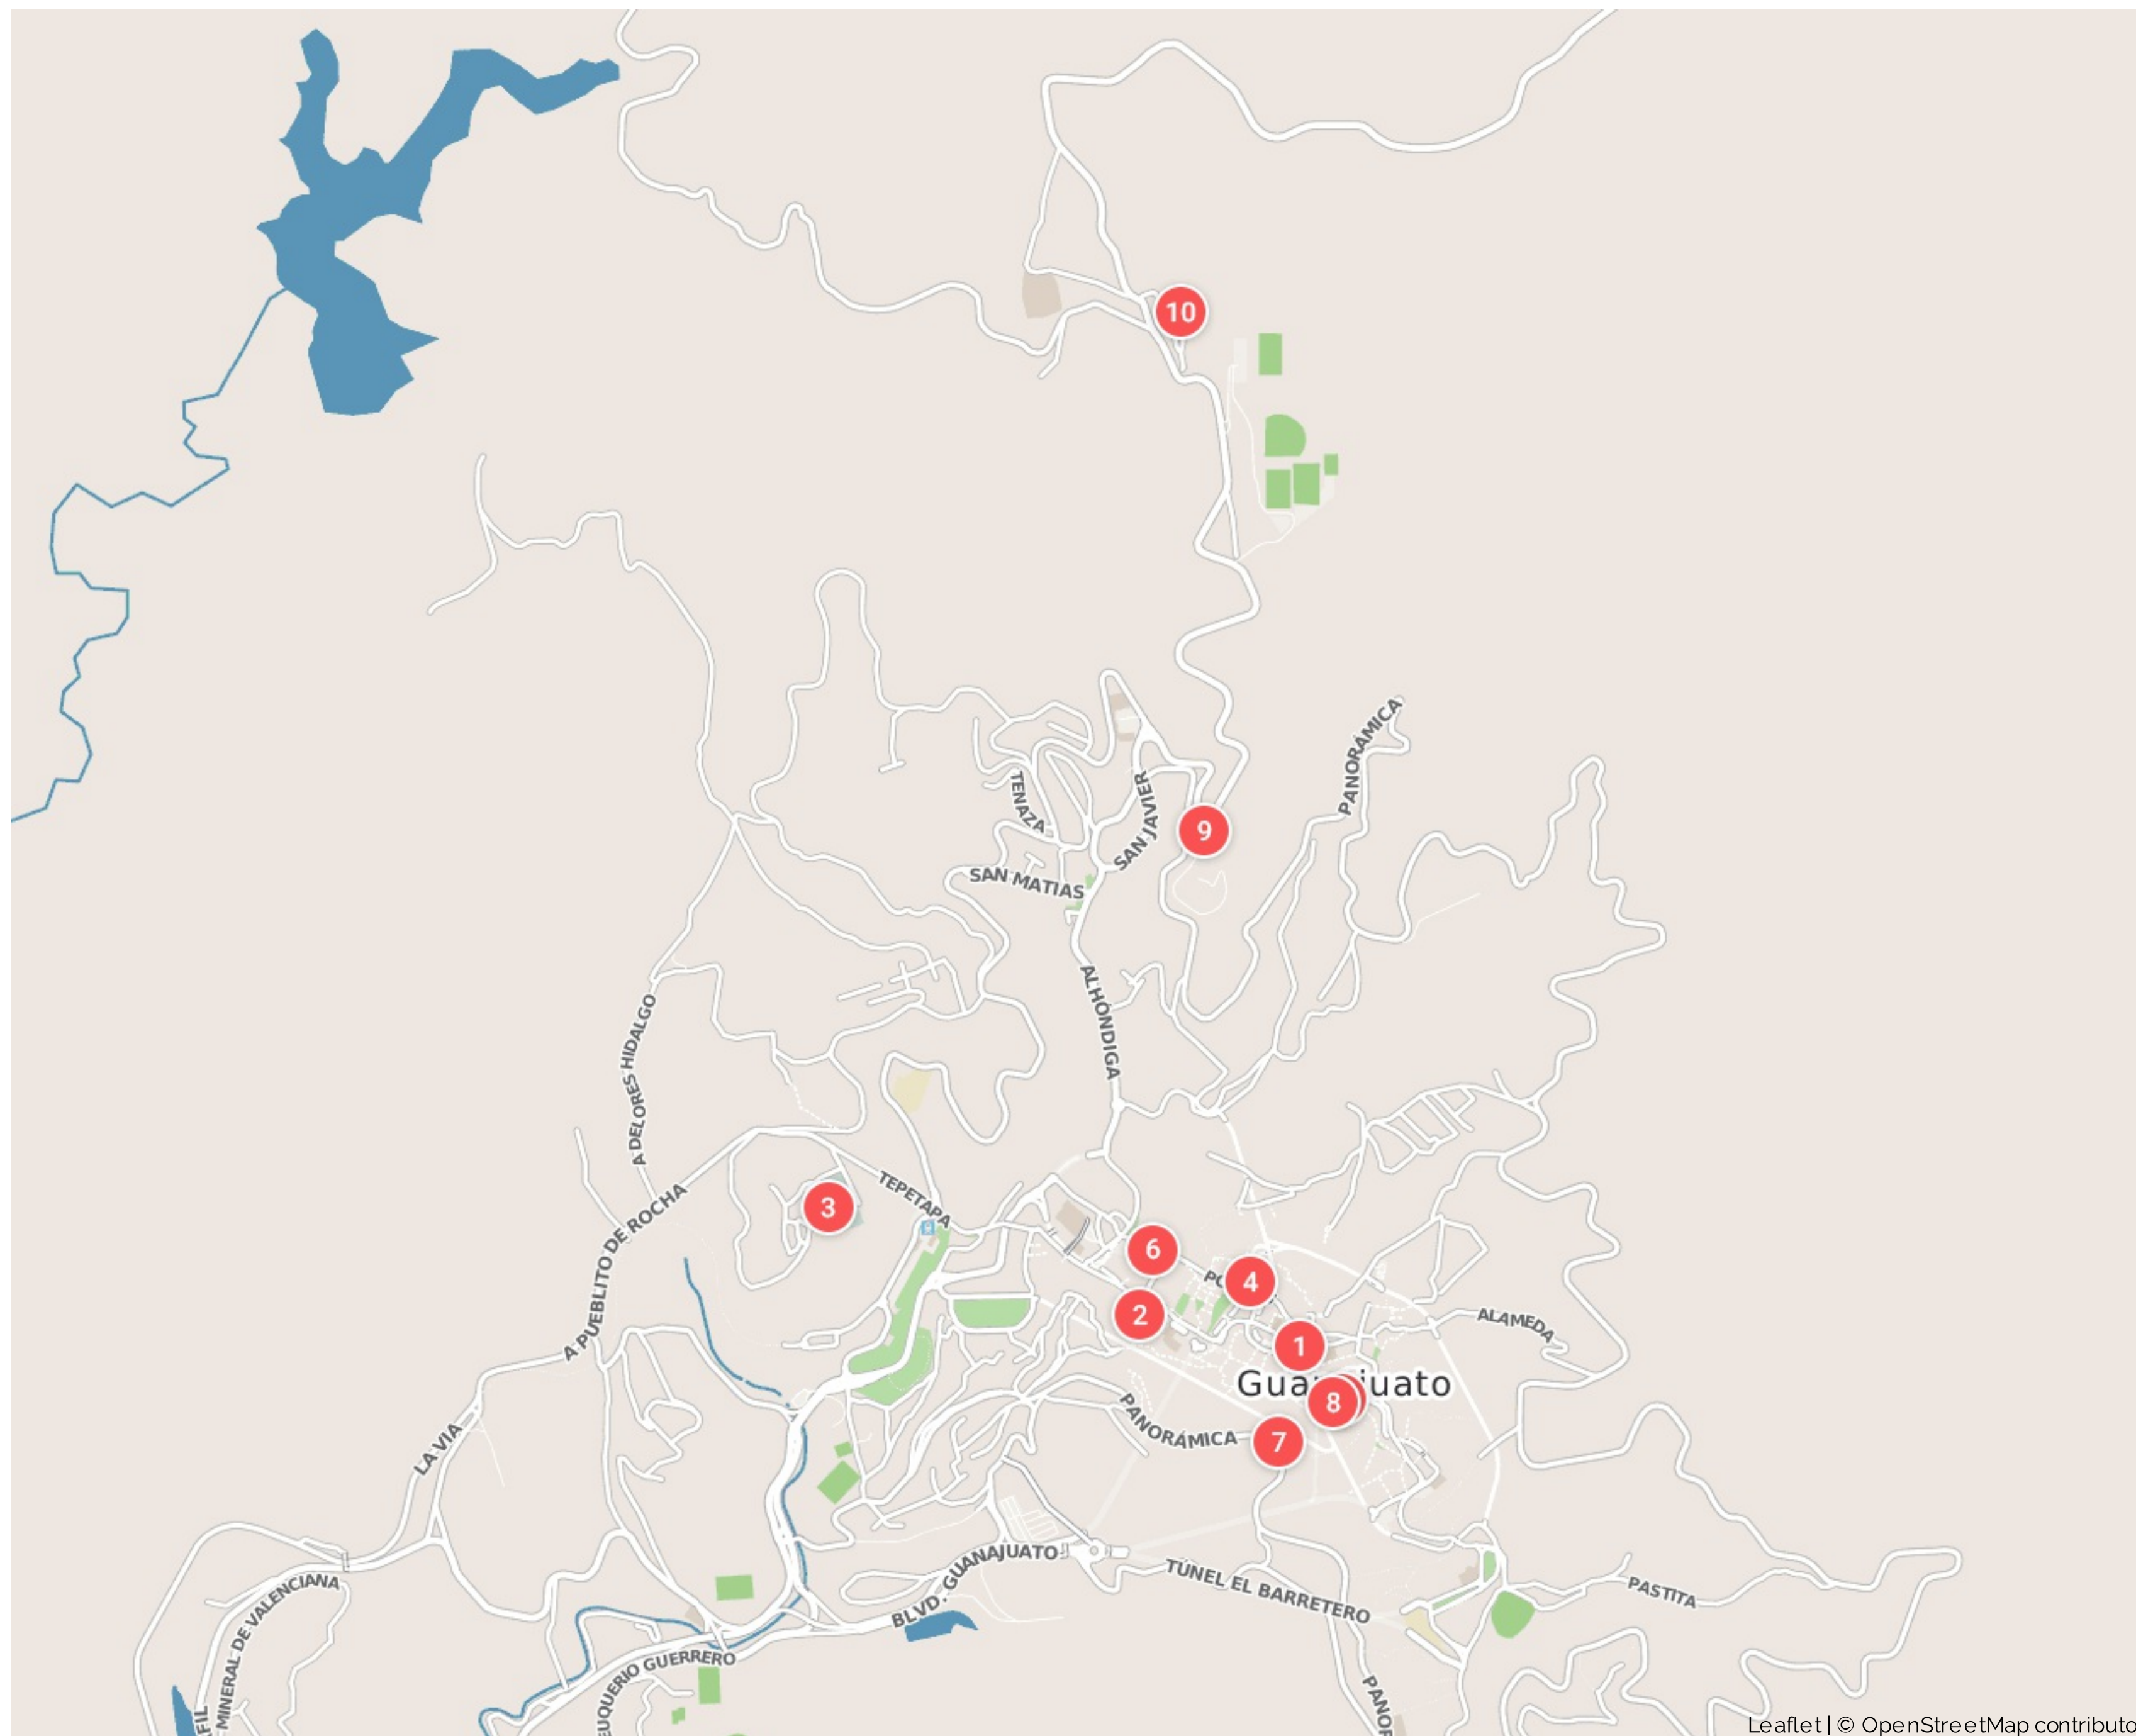 10
PANORÁMICA
TENAZA
SAN JAVIER
9
SAN MATIAS
ALHÓNDIGA
A DELORES HIDALGO
TEPETAPA
3
A PUEBLITO DE ROCHA
6
4
2
ALAMEDA
1
Guanajuato
8
PANORÁMICA
7
LA VIA
BLVD. GUANAJUATO
TÚNEL EL BARRETERO
PASTITA
MINERAL DE VALENCIANA
EUQUERIO GUERRERO
Leaflet | © OpenStreetMap contributo